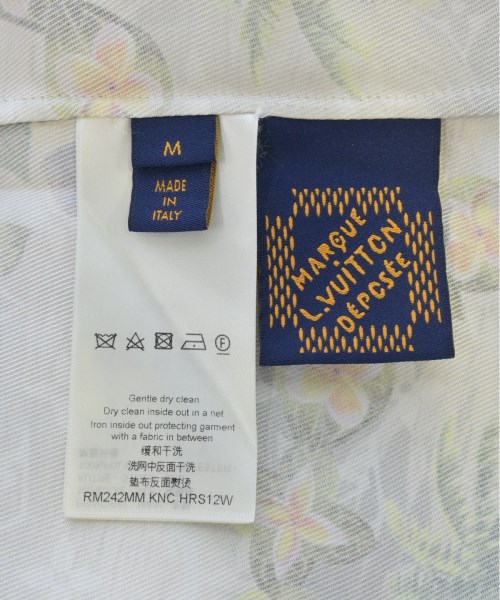 M
MADE
IN
ITALY
MARQUE
L.VUITTON
DÉPOSÉE
F
Gentle dry clean
Dry clean inside out in a net
Iron inside out protecting garment
with a fabric in between
缓和干洗
洗网中反面干洗
垫布反面熨烫
RM242MM KNC HRS12W